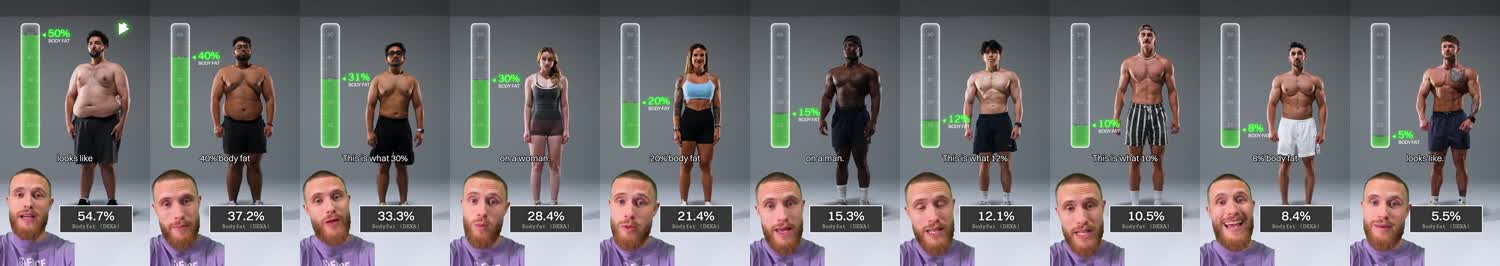 50%
BODY FAT
looks like
54.7%
Bodyfat (DEXA)
40%
BODY FAT
40% body fat
37.2%
Bodyfat (DEXA)
31%
BODY FAT
This is what 30%
33.3%
Bodyfat (DEXA)
30%
BODY FAT
on a woman.
28.4%
Bodyfat (DEXA)
20%
BODY FAT
20% body fat
21.4%
Bodyfat (DEXA)
15%
BODY FAT
on a man.
15.3%
Bodyfat (DEXA)
12%
BODY FAT
This is what 12%
12.1%
Bodyfat (DEXA)
10%
BODY FAT
This is what 10%
10.5%
Bodyfat (DEXA)
8%
BODY FAT
8% body fat
8.4%
Bodyfat (DEXA)
5%
BODY FAT
looks like.
5.5%
Bodyfat (DEXA)